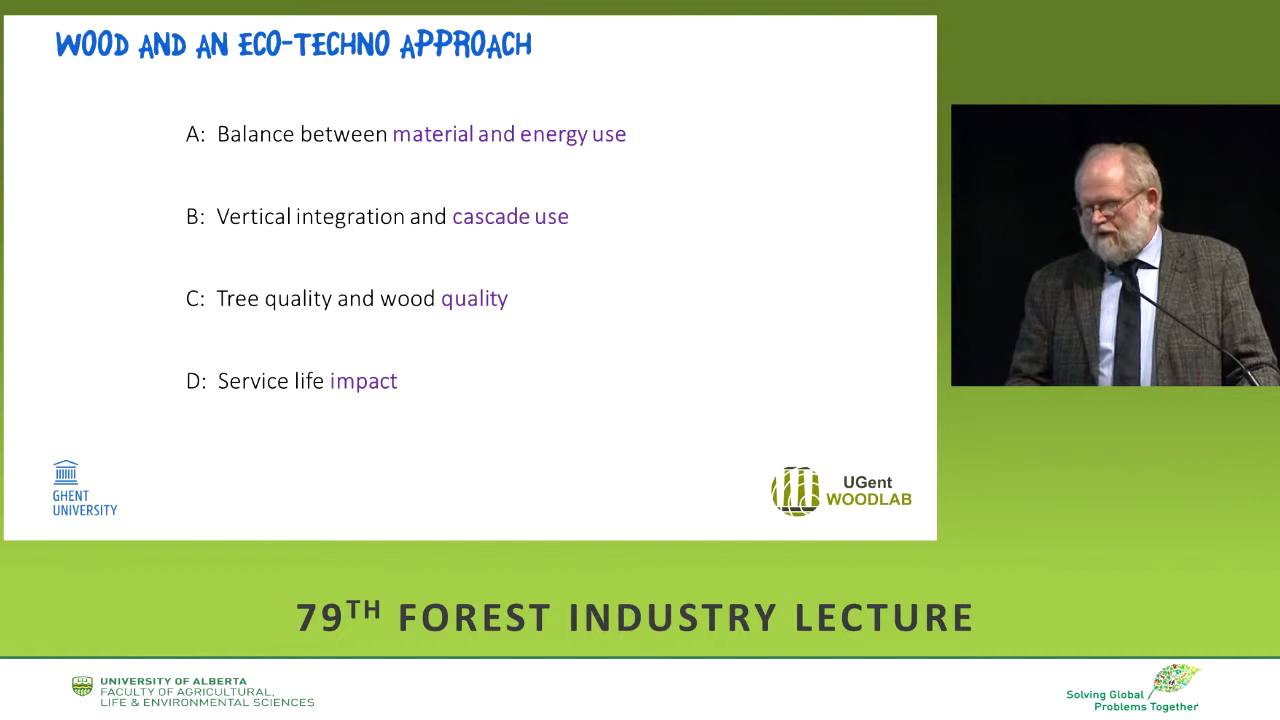 WOOD AND AN ECO-TECHNO APPROACH
A: Balance between material and energy use
B: Vertical integration and cascade use
C: Tree quality and wood quality
D: Service life impact
GHENT
UNIVERSITY
UGent
WOODLAB
79TH FOREST INDUSTRY LECTURE
UNIVERSITY OF ALBERTA
FACULTY OF AGRICULTURAL,
LIFE & ENVIRONMENTAL SCIENCES
Solving Global
Problems Together